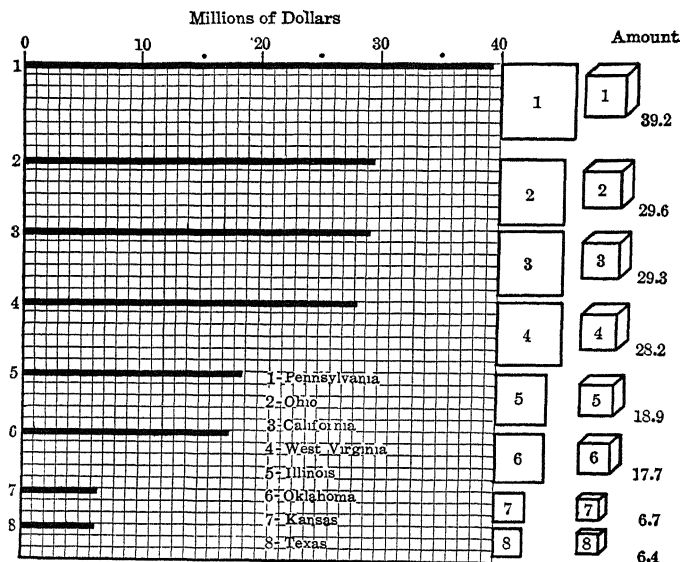 Millions of Dollars
Amount
0 10 20 30 40
1 1 1 39.2
2 2 2 29.6
3 3 3 29.3
4 4 4 28.2
5 5 5 18.9
1-Pennsylvania
2-Ohio
3-California
6 6 6 17.7
4-West Virginia
5-Illinois
6-Oklahoma
7 7 7 6.7
7-Kansas
8 8 8 6.4
8-Texas